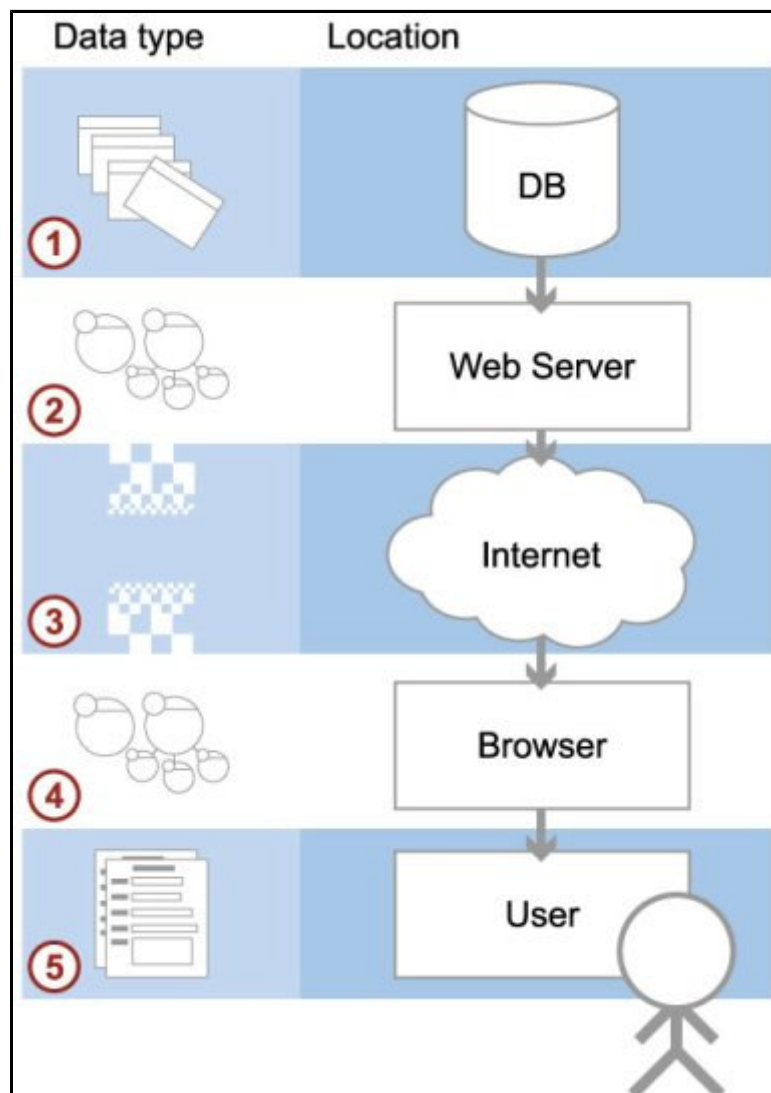 Data type Location
DB
1
Web Server
2
Internet
3
Browser
4
User
5